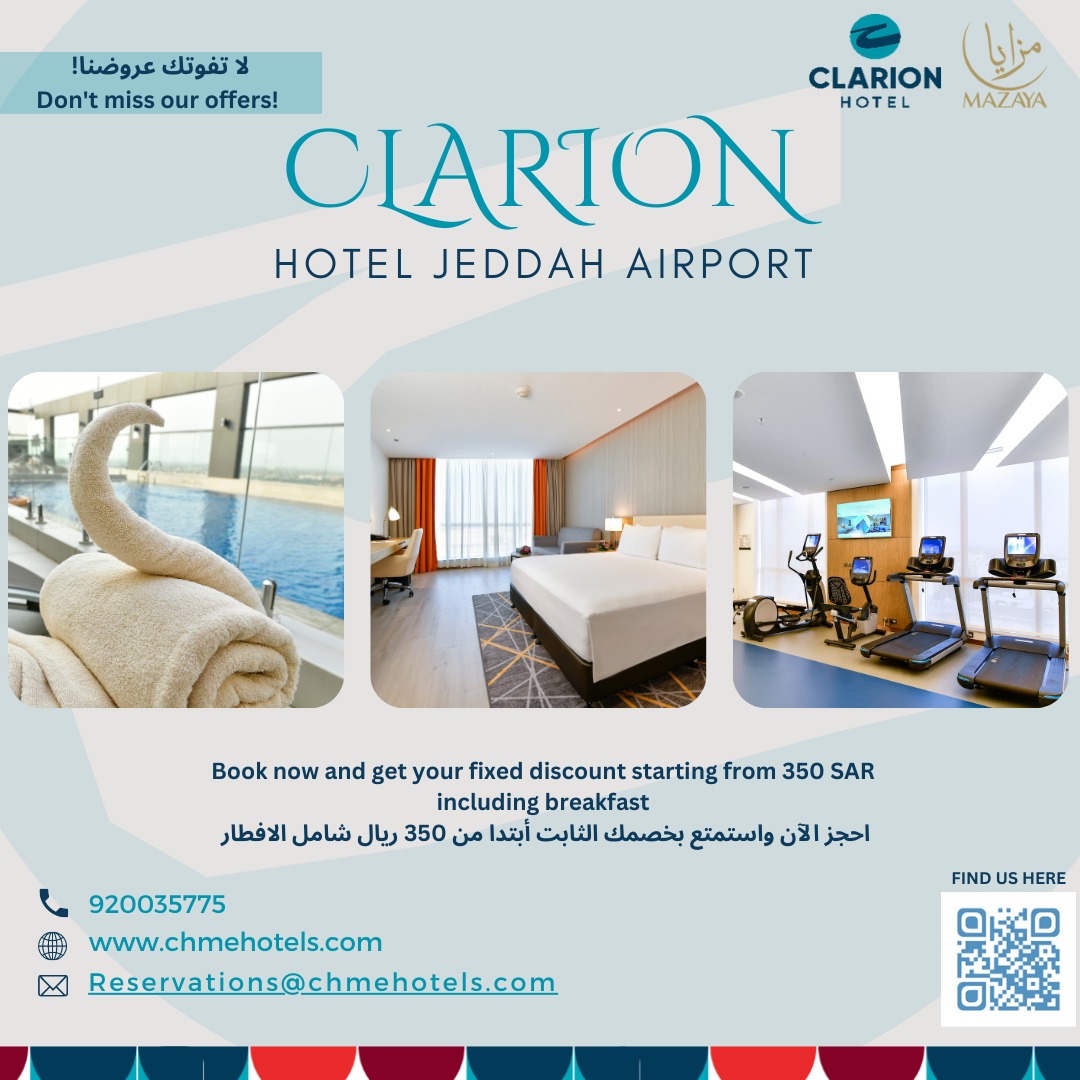 لا تفوتك عروضنا!
Don't miss our offers!
CLARION
HOTEL
مزايا
MAZAYA
CLARION
HOTEL JEDDAH AIRPORT
Book now and get your fixed discount starting from 350 SAR
including breakfast
احجز الآن واستمتع بخصمك الثابت أبتدا من 350 ريال شامل الافطار
920035775
www.chmehotels.com
Reservations@chmehotels.com
FIND US HERE